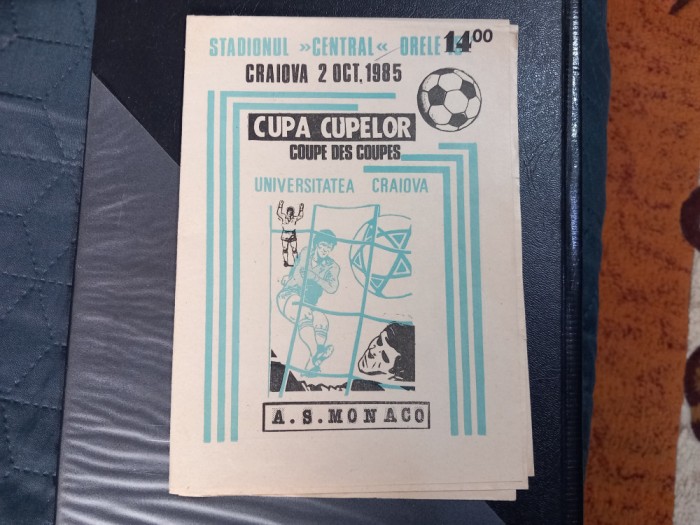 STADIONUL »CENTRAL« ORELE 14⁰⁰
CRAIOVA 2 OCT. 1985
CUPA CUPELOR
COUPE DES COUPES
UNIVERSITATEA CRAIOVA
A. S. MONACO